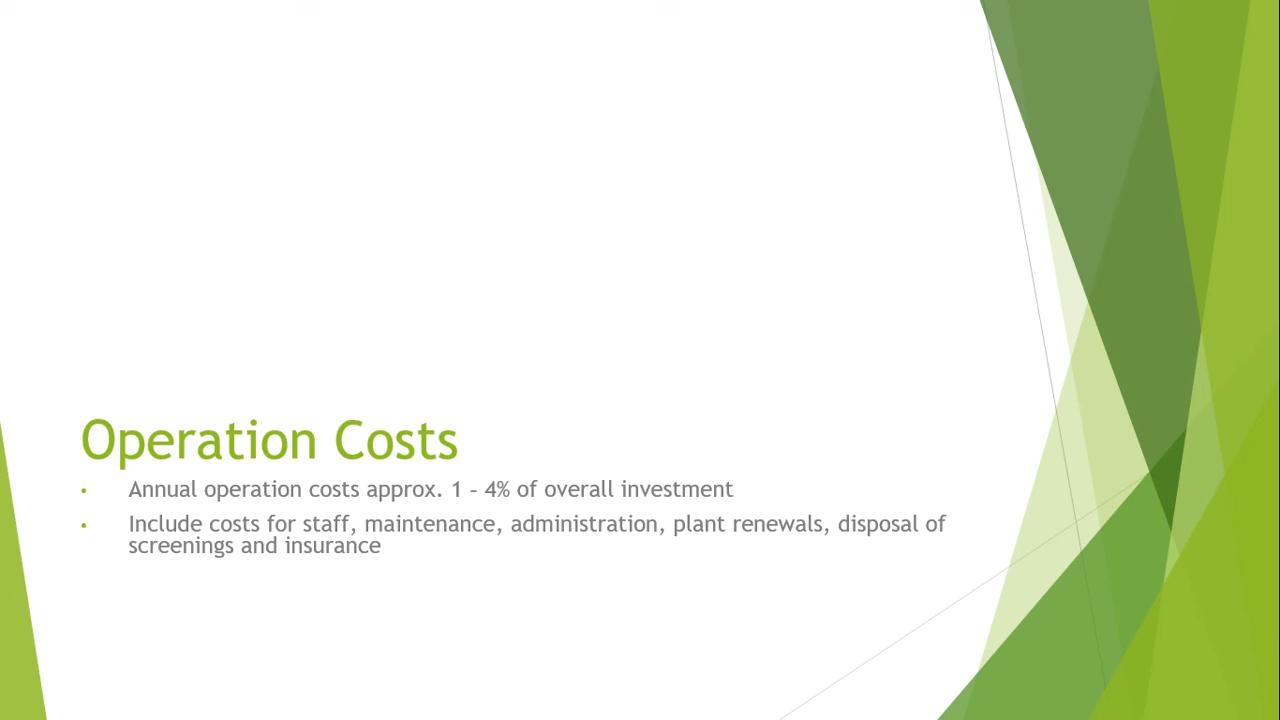 Operation Costs
• Annual operation costs approx. 1 – 4% of overall investment
• Include costs for staff, maintenance, administration, plant renewals, disposal of
screenings and insurance